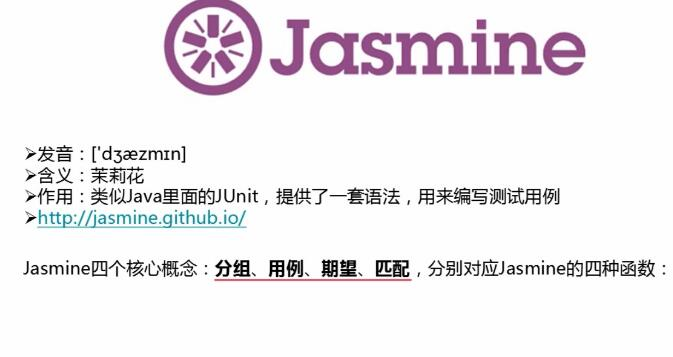 Jasmine
➢发音：['dʒæzmɪn]
➢含义：茉莉花
➢作用：类似Java里面的JUnit，提供了一套语法，用来编写测试用例
➢http://jasmine.github.io/
Jasmine四个核心概念：分组、用例、期望、匹配，分别对应Jasmine的四种函数：